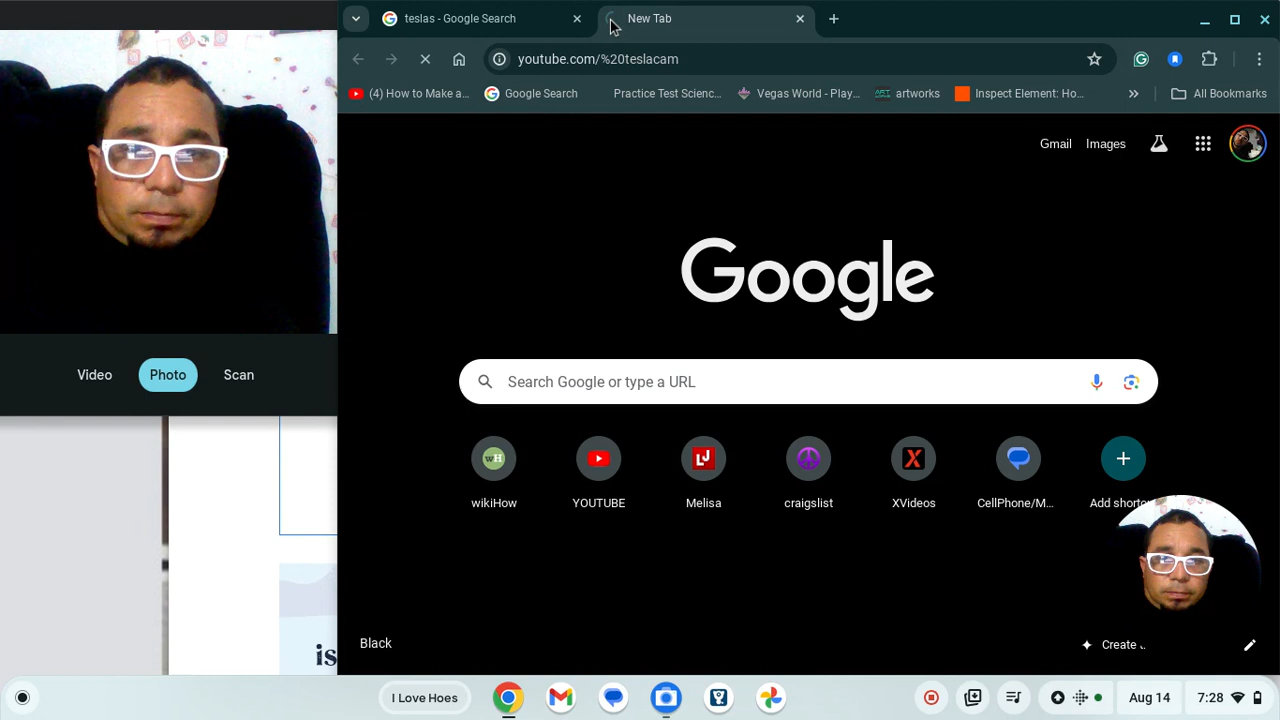 teslas - Google Search
New Tab
youtube.com/%20teslacam
(4) How to Make a...
Google Search
Practice Test Scienc...
Vegas World - Play...
artworks
Inspect Element: Ho...
All Bookmarks
Gmail
Images
Google
Search Google or type a URL
Video
Photo
Scan
wikiHow
YOUTUBE
Melisa
craigslist
XVideos
CellPhone/M...
Add shortc
is
Black
Create
I Love Hoes
Aug 14
7:28